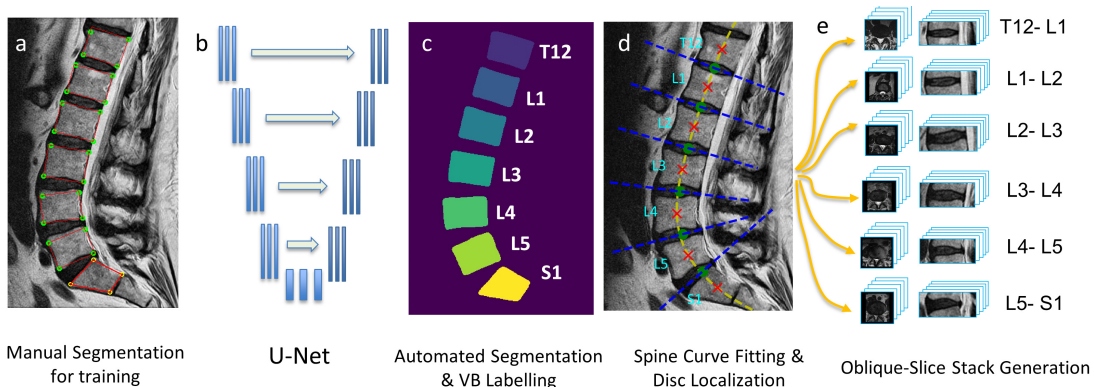 a
b
c
d
e
T12
L1
L2
L3
L4
L5
S1
T12
L1
L2
L3
L4
L5
S1
T12- L1
L1- L2
L2- L3
L3- L4
L4- L5
L5- S1
Manual Segmentation
for training
U-Net
Automated Segmentation
& VB Labelling
Spine Curve Fitting &
Disc Localization
Oblique-Slice Stack Generation